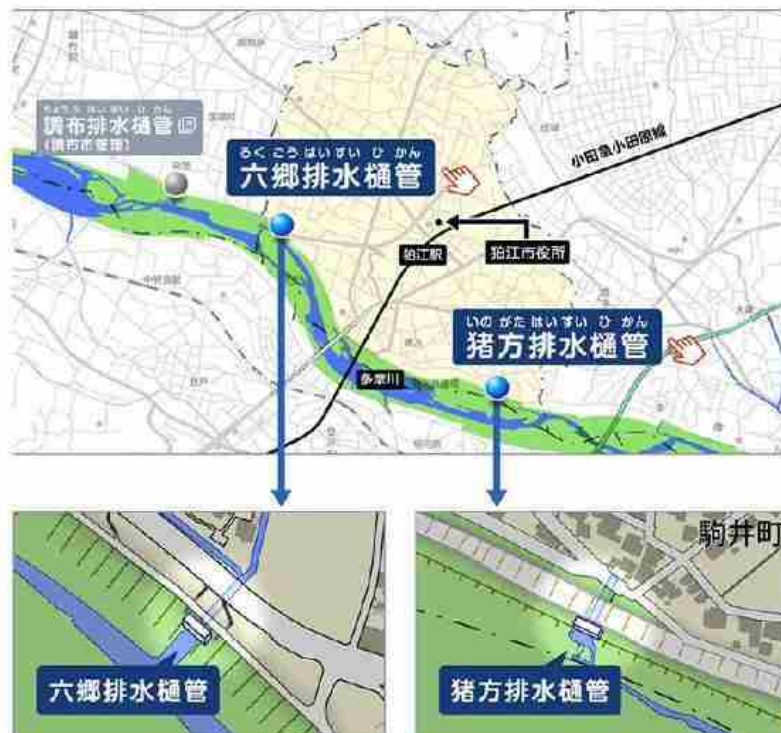 ちょうふはいすいひかん
調布排水樋管
(調布市管理)
ろくごうはいすいひかん
六郷排水樋管
小田急小田原線
狛江駅
狛江市役所
いのがたはいすいひかん
猪方排水樋管
多摩川
六郷排水樋管
駒井町
猪方排水樋管